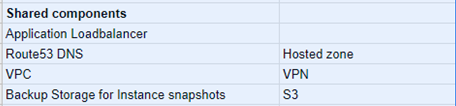 Shared components
Application Loadbalancer
Route53 DNS Hosted zone
VPC VPN
Backup Storage for Instance snapshots S3